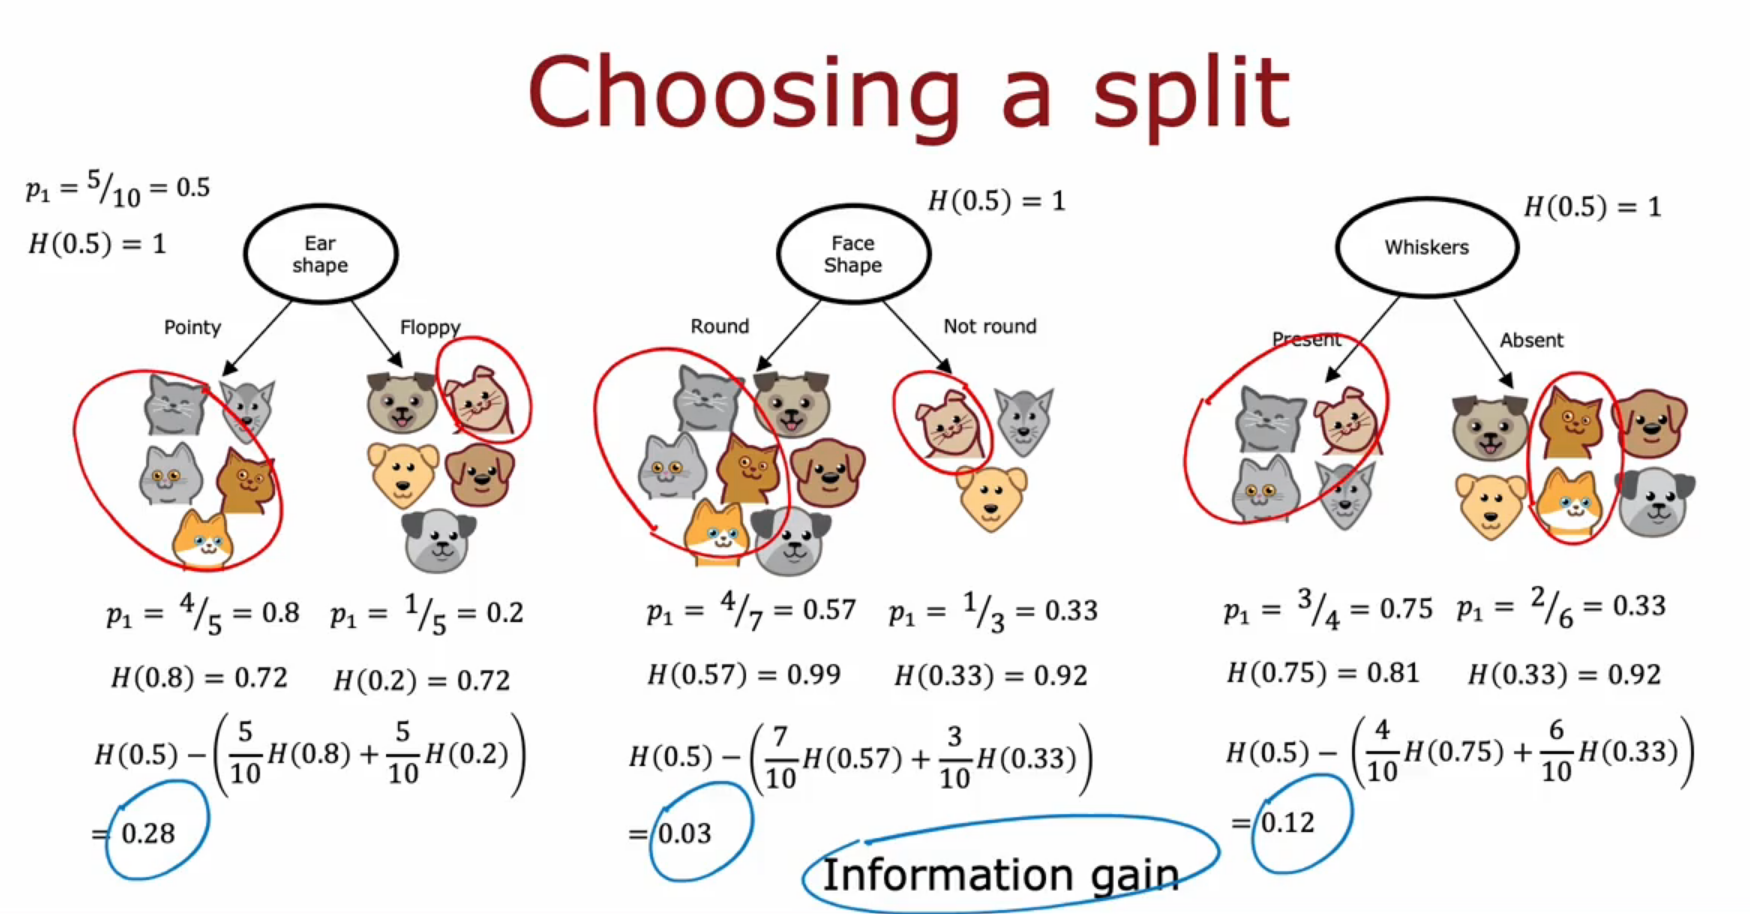 Choosing a split
p₁ = 5/10 = 0.5
H(0.5) = 1
Ear
shape
Pointy
Floppy
p₁ = 4/5 = 0.8
p₁ = 1/5 = 0.2
H(0.8) = 0.72
H(0.2) = 0.72
H(0.5) − (5/10 H(0.8) + 5/10 H(0.2))
= 0.28
H(0.5) = 1
Face
Shape
Round
Not round
p₁ = 4/7 = 0.57
p₁ = 1/3 = 0.33
H(0.57) = 0.99
H(0.33) = 0.92
H(0.5) − (7/10 H(0.57) + 3/10 H(0.33))
= 0.03
H(0.5) = 1
Whiskers
Present
Absent
p₁ = 3/4 = 0.75
p₁ = 2/6 = 0.33
H(0.75) = 0.81
H(0.33) = 0.92
H(0.5) − (4/10 H(0.75) + 6/10 H(0.33))
= 0.12
Information gain